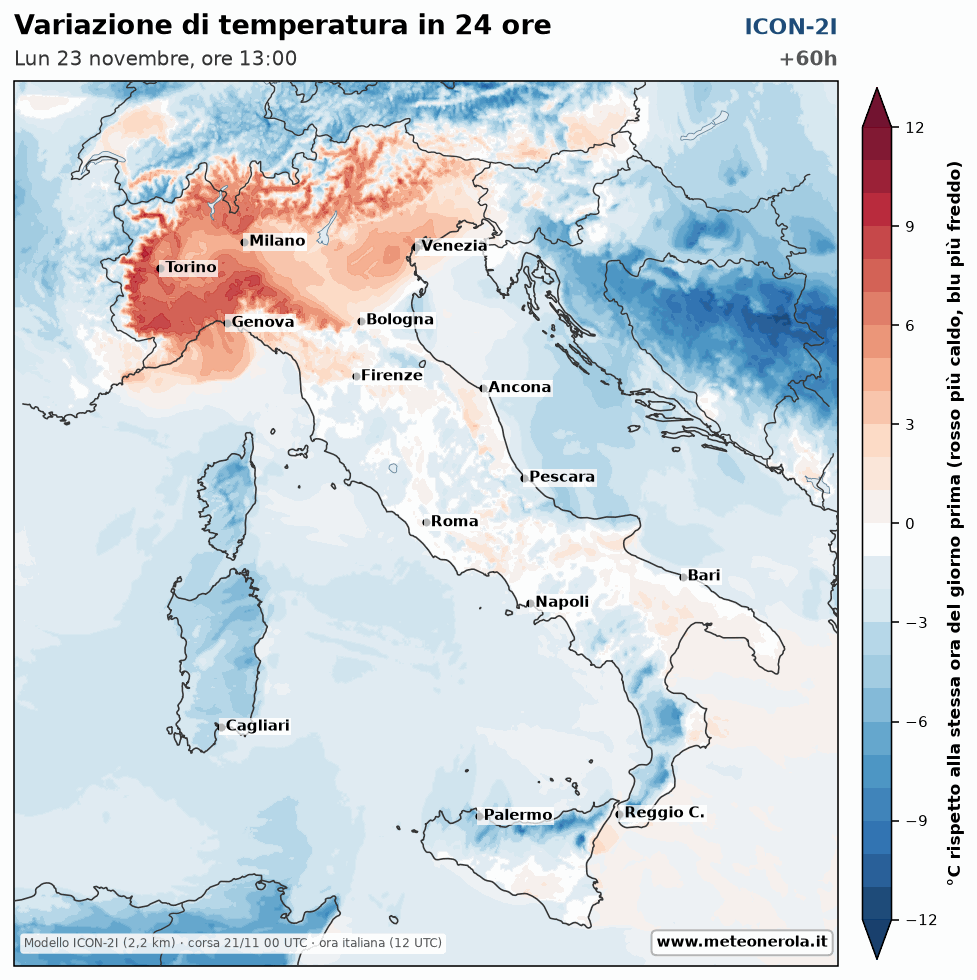 Variazione di temperatura in 24 ore
ICON-2I
Lun 23 novembre, ore 13:00
+60h
Milano
Venezia
Torino
Genova
Bologna
Firenze
Ancona
Pescara
Roma
Bari
Napoli
Cagliari
Palermo
Reggio C.
12
9
6
3
0
−3
−6
−9
−12
°C rispetto alla stessa ora del giorno prima (rosso più caldo, blu più freddo)
Modello ICON-2I (2,2 km) · corsa 21/11 00 UTC · ora italiana (12 UTC)
www.meteonerola.it